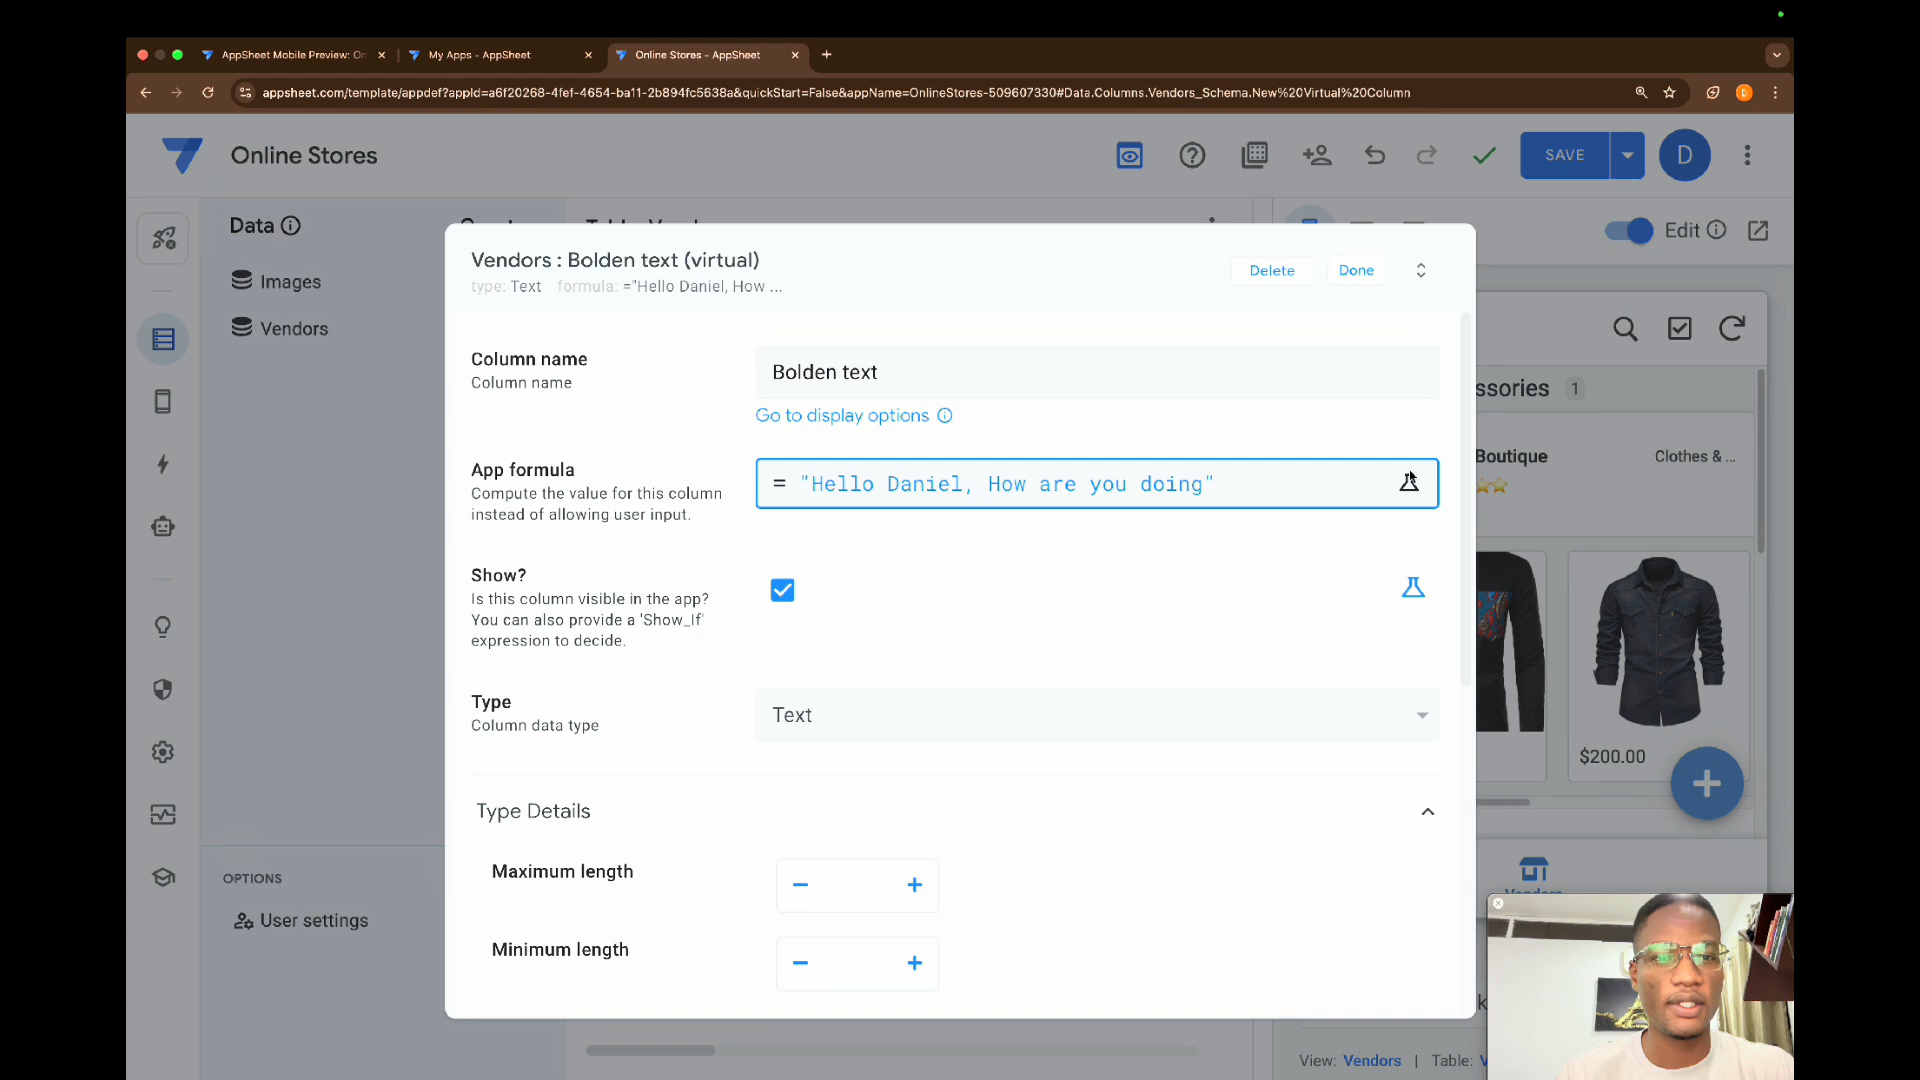 AppSheet Mobile Preview: On
My Apps - AppSheet
Online Stores - AppSheet
appsheet.com/template/appdef?appId=a6f20268-4fef-4654-ba11-2b894fc5638a&quickStart=False&appName=OnlineStores-509607330#Data.Columns.Vendors_Schema.New%20Virtual%20Column
D
Online Stores
SAVE
D
Data
Edit
Images
Vendors
Vendors : Bolden text (virtual)
type: Text formula: ="Hello Daniel, How ...
Delete
Done
Column name
Column name
Bolden text
Go to display options
App formula
Compute the value for this column
instead of allowing user input.
= "Hello Daniel, How are you doing"
Show?
Is this column visible in the app?
You can also provide a 'Show_If'
expression to decide.
Type
Column data type
Text
Type Details
Maximum length
Minimum length
ssories 1
Boutique
Clothes & ...
$200.00
OPTIONS
User settings
View: Vendors | Table: